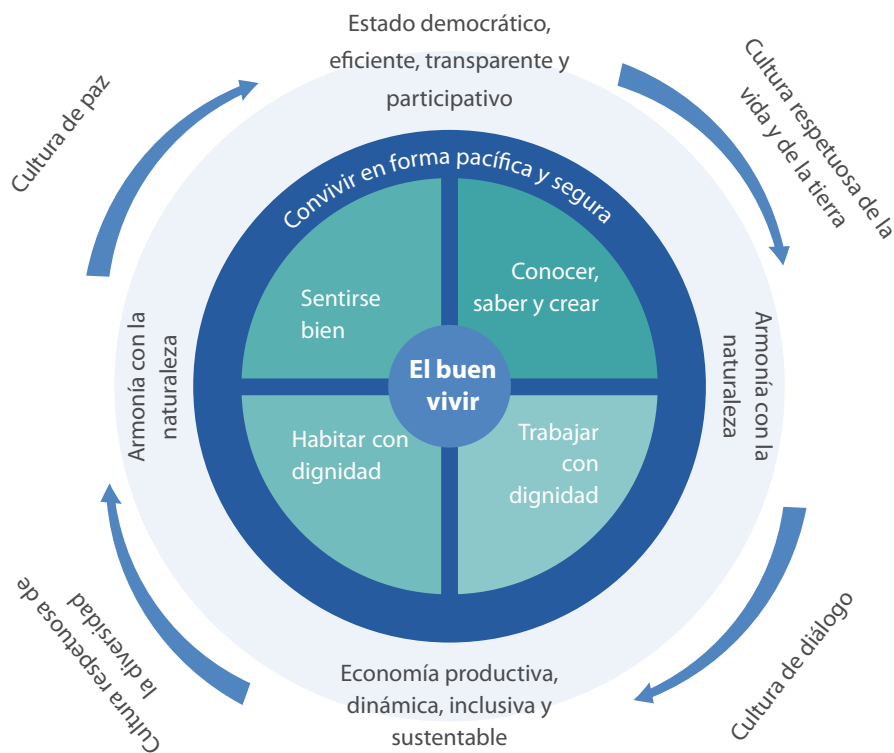 Estado democrático,
eficiente, transparente y
participativo
Cultura de paz
Cultura respetuosa de la
vida y de la tierra
Convivir en forma pacífica y segura
Sentirse
bien
Conocer,
saber y crear
Armonía con la
naturaleza
El buen
vivir
Armonía con la
naturaleza
Habitar con
dignidad
Trabajar
con
dignidad
Cultura respetuosa de
la diversidad
Economía productiva,
dinámica, inclusiva y
sustentable
Cultura de diálogo